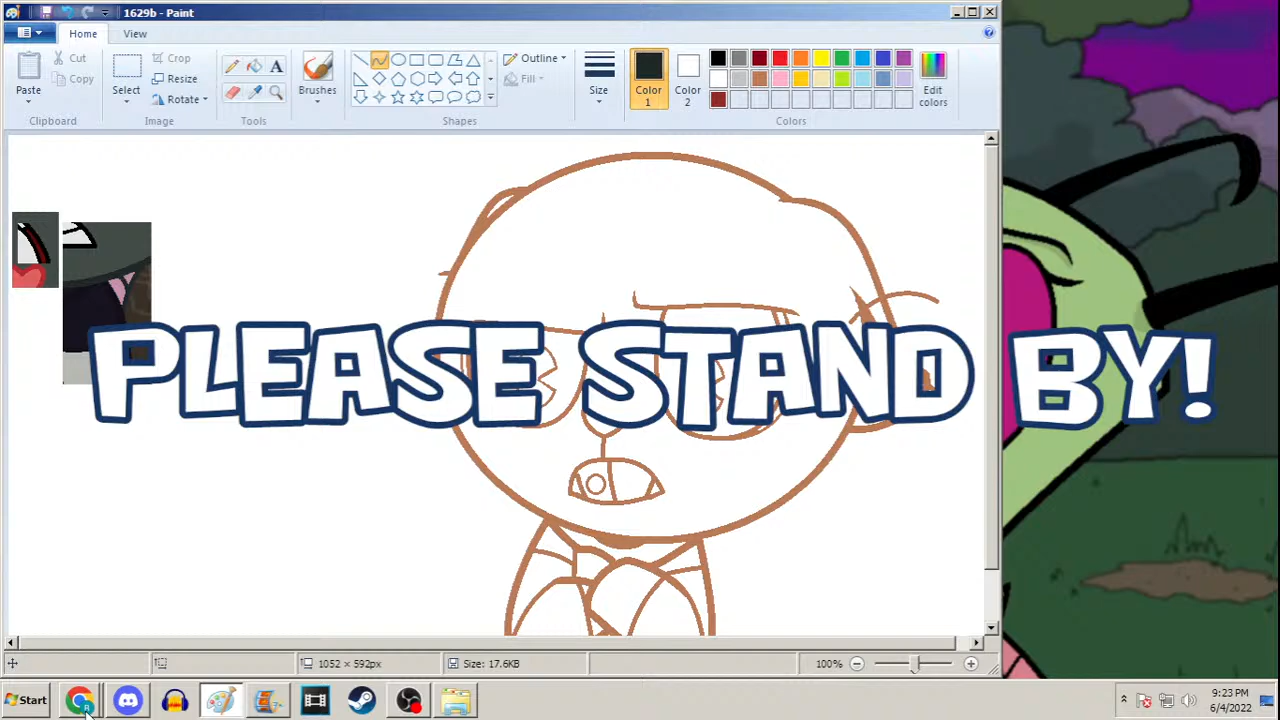 1629b - Paint
Home
View
Paste
Cut
Copy
Clipboard
Select
Crop
Resize
Rotate
Image
Tools
Brushes
Shapes
Outline
Fill
Size
Color 1
Color 2
Edit colors
Colors
PLEASE STAND BY!
1052 × 592px
Size: 17.6KB
100%
Start
9:23 PM
6/4/2022